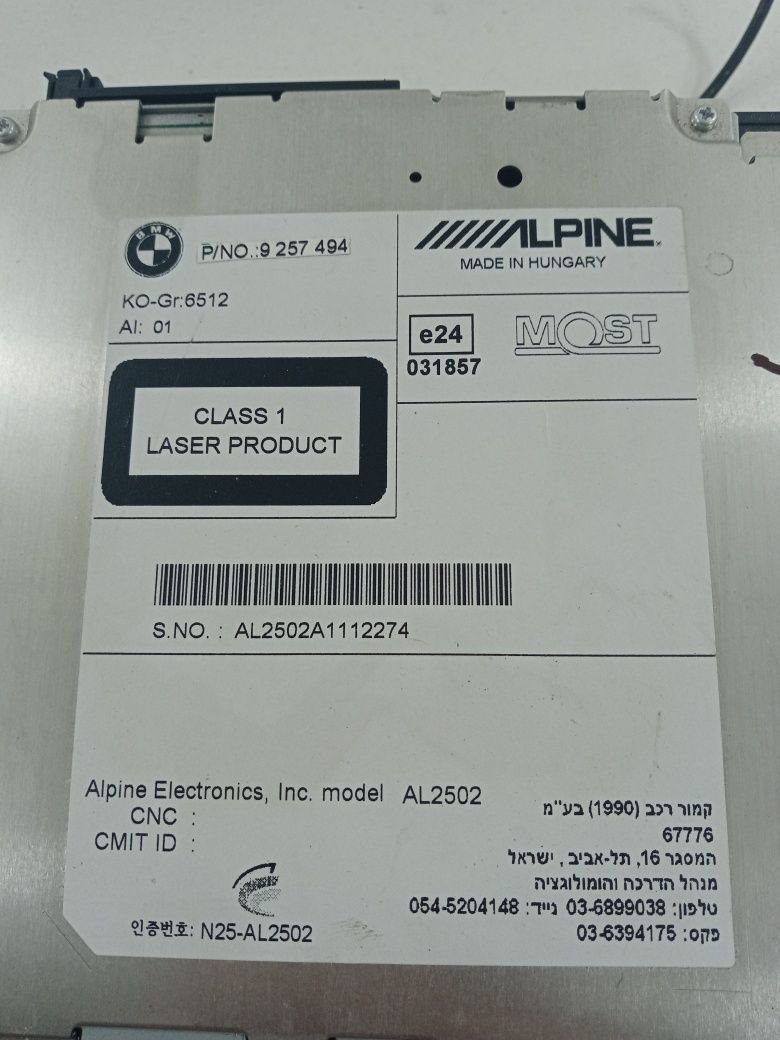 BMW
P/NO.:9 257 494
KO-Gr:6512
AI: 01
ALPINE
MADE IN HUNGARY
e24
031857
MOST
CLASS 1
LASER PRODUCT
S.NO. : AL2502A1112274
Alpine Electronics, Inc. model AL2502
CNC :
CMIT ID :
인증번호: N25-AL2502
קמור רכב (1990) בע"מ
67776
המסגר 16, תל-אביב, ישראל
מנהל הדרכה והומולוגציה
טלפון: 03-6899038 נייד: 054-5204148
פקס: 03-6394175